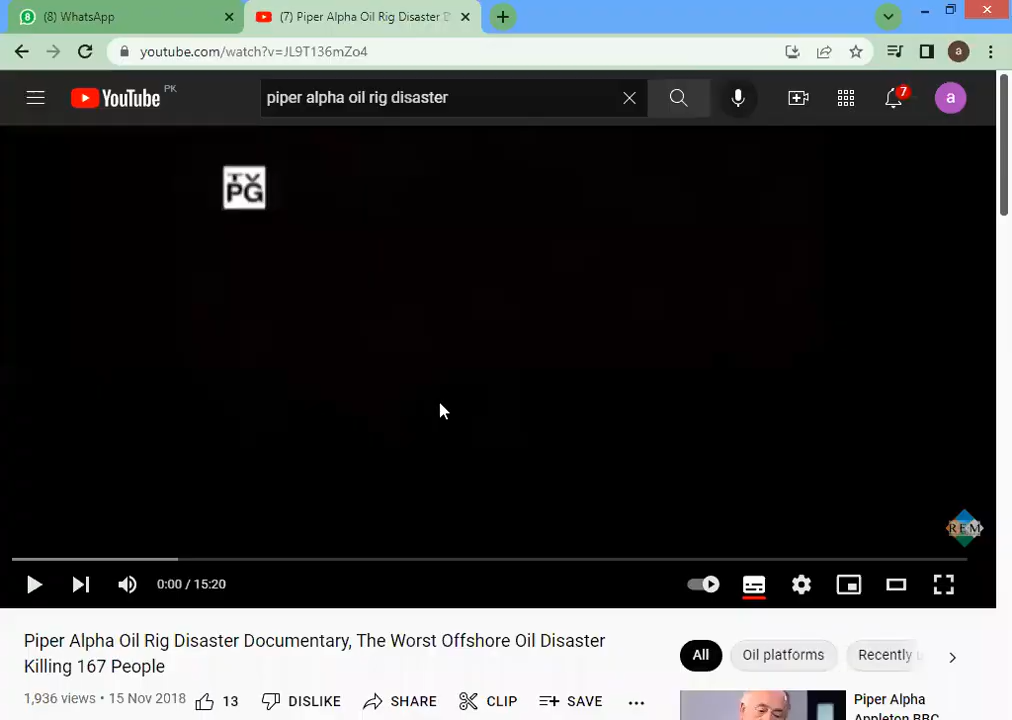 (8) WhatsApp
(7) Piper Alpha Oil Rig Disaster D
youtube.com/watch?v=JL9T136mZo4
a
YouTube PK
piper alpha oil rig disaster
7
a
TV
PG
REM
0:00 / 15:20
Piper Alpha Oil Rig Disaster Documentary, The Worst Offshore Oil Disaster
Killing 167 People
1,936 views • 15 Nov 2018
13
DISLIKE
SHARE
CLIP
SAVE
All
Oil platforms
Recently u
Piper Alpha
Appleton BBC